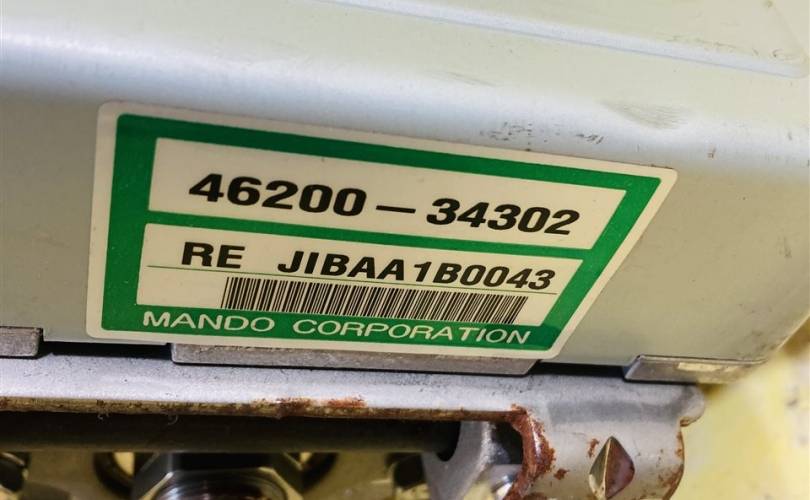 46200-34302
RE JIBAA1B0043
MANDO CORPORATION